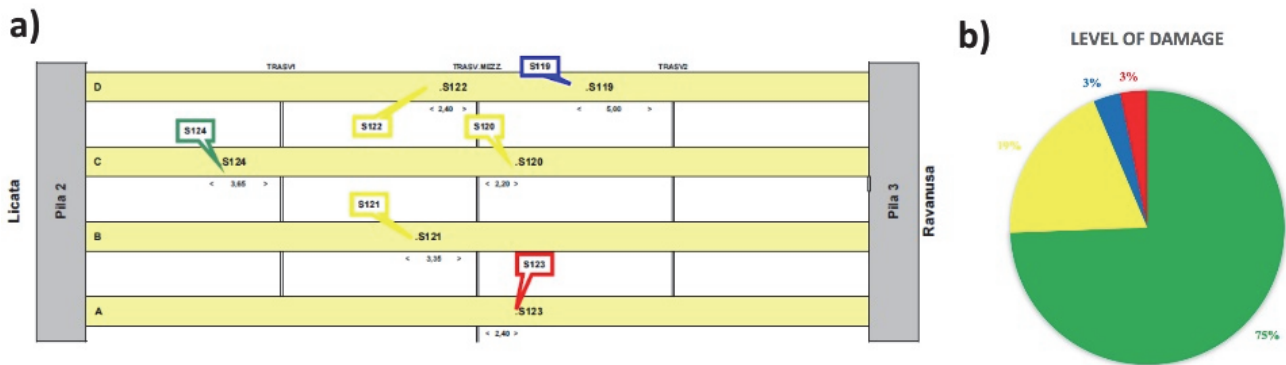 a)
TRASV1
TRASV.MEZZ.
S119
TRASV2
D
.S122
.S119
< 2,40 >
< 5,00 >
S122
S120
S124
C
S124
.S120
< 3,65 >
< 2,20 >
S121
B
.S121
< 3,35 >
S123
A
.S123
< 2,40 >
Licata
Pila 2
Pila 3
Ravanusa
b)
LEVEL OF DAMAGE
3%
3%
19%
75%